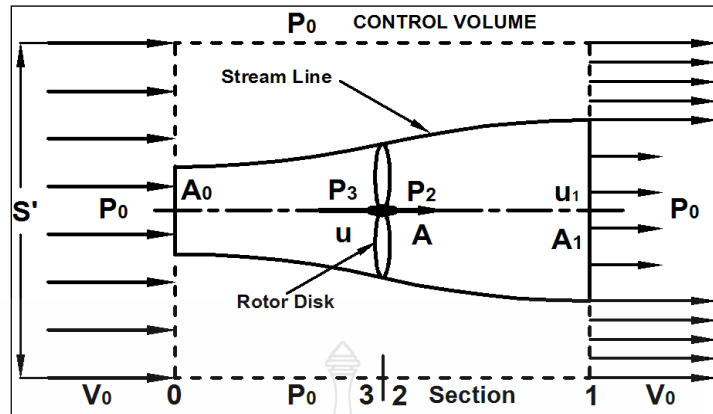 P₀ CONTROL VOLUME
Stream Line
S'
P₀
A₀
P₃ P₂
u₁
P₀
u A
A₁
Rotor Disk
V₀ 0 P₀ 3 2 Section 1 V₀